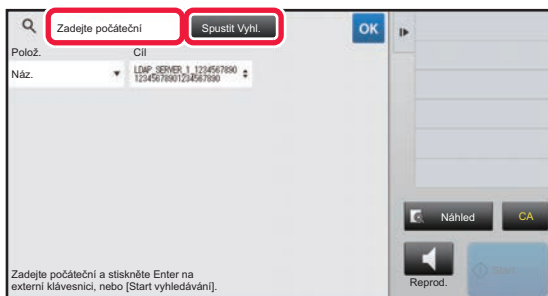 Zadejte počáteční
Spustit Vyhl.
OK
Polož.
Cíl
Náz.
LDAP_SERVER_1_1234567890
12345678901234567890
Náhled
CA
Zadejte počáteční a stiskněte Enter na
externí klávesnici, nebo [Start vyhledávání].
Reprod.
Start